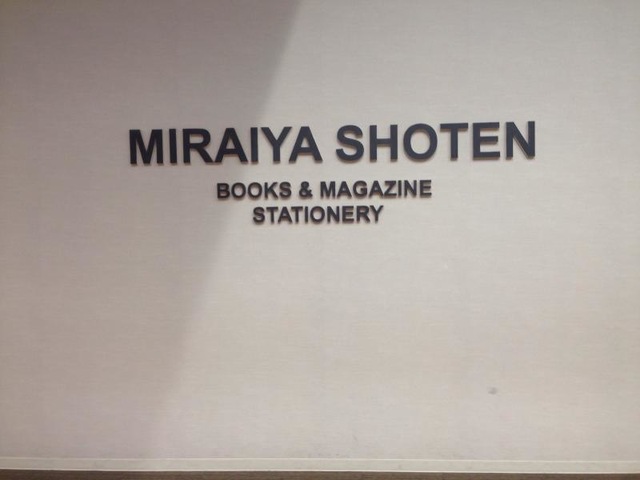 MIRAIYA SHOTEN
BOOKS & MAGAZINE
STATIONERY